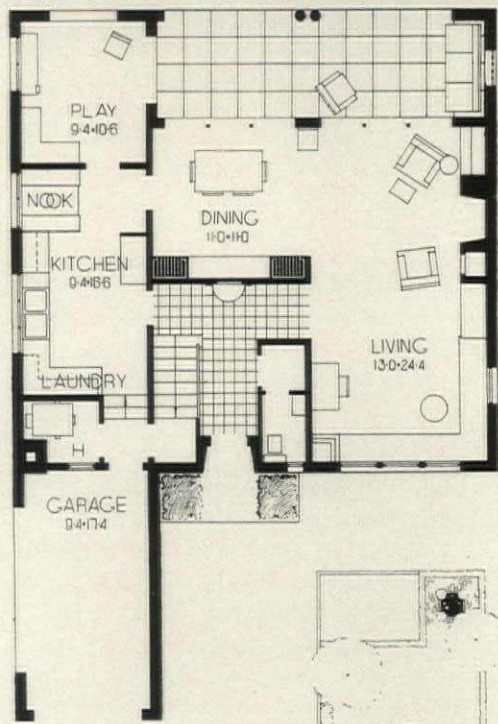 PLAY
9-4•10-6
NOOK
DINING
11-0•11-0
KITCHEN
9-4•16-6
LIVING
13-0•24-4
LAUNDRY
H
GARAGE
9-4•17-4